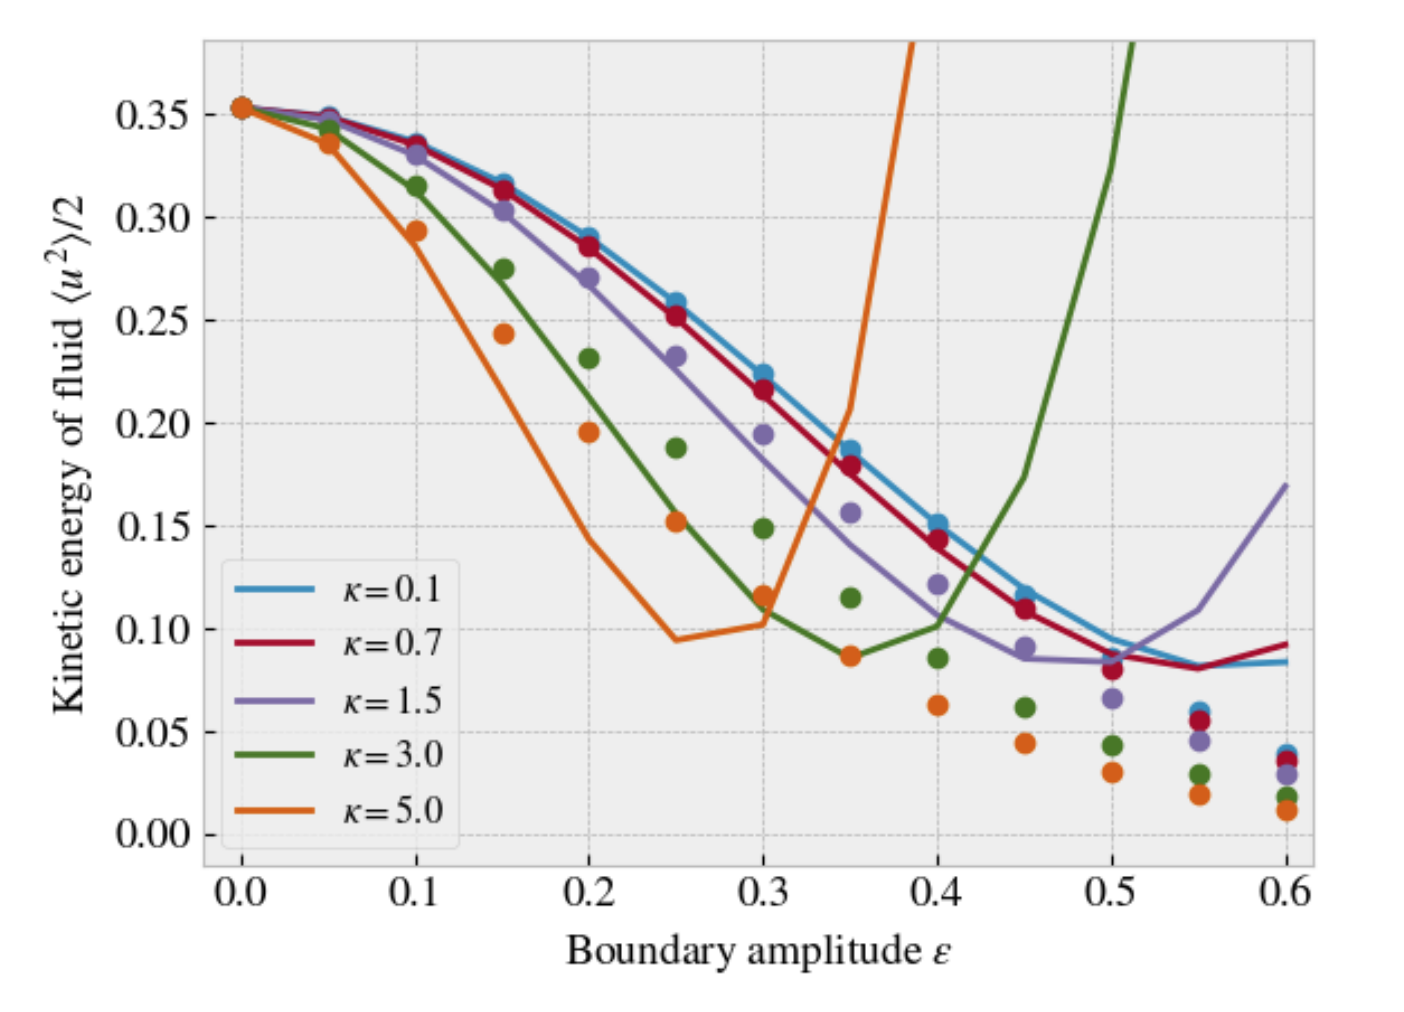 Kinetic energy of fluid ⟨u²⟩/2
0.35
0.30
0.25
0.20
0.15
0.10
0.05
0.00
κ= 0.1
κ= 0.7
κ= 1.5
κ= 3.0
κ= 5.0
0.0 0.1 0.2 0.3 0.4 0.5 0.6
Boundary amplitude ε